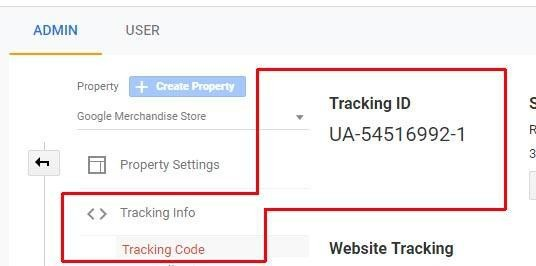 ADMIN USER
Property + Create Property
Google Merchandise Store
Property Settings
<> Tracking Info
Tracking Code
Tracking ID
UA-54516992-1
Website Tracking
S
R
3